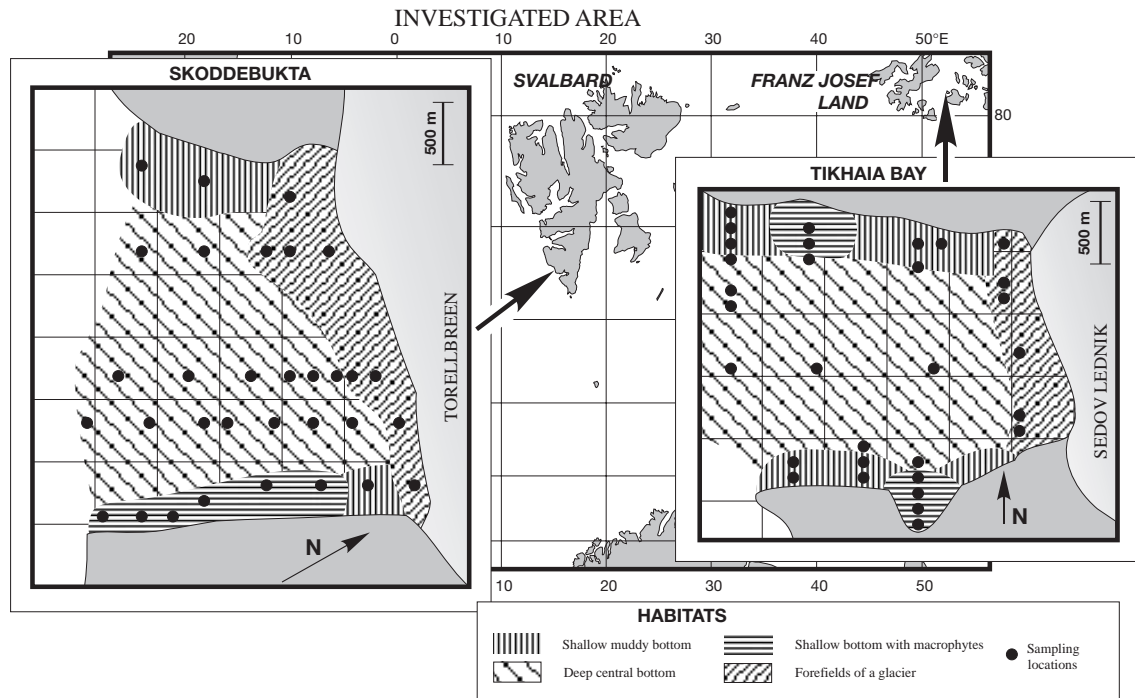 INVESTIGATED AREA
20 10 0 10 20 30 40 50°E
SKODDEBUKTA
SVALBARD
FRANZ JOSEF
LAND
80
500 m
TORELLBREEN
N
TIKHAIA BAY
500 m
SEDOV LEDNIK
N
10 20 30 40 50
HABITATS
Shallow muddy bottom
Shallow bottom with macrophytes
Sampling
locations
Deep central bottom
Forefields of a glacier